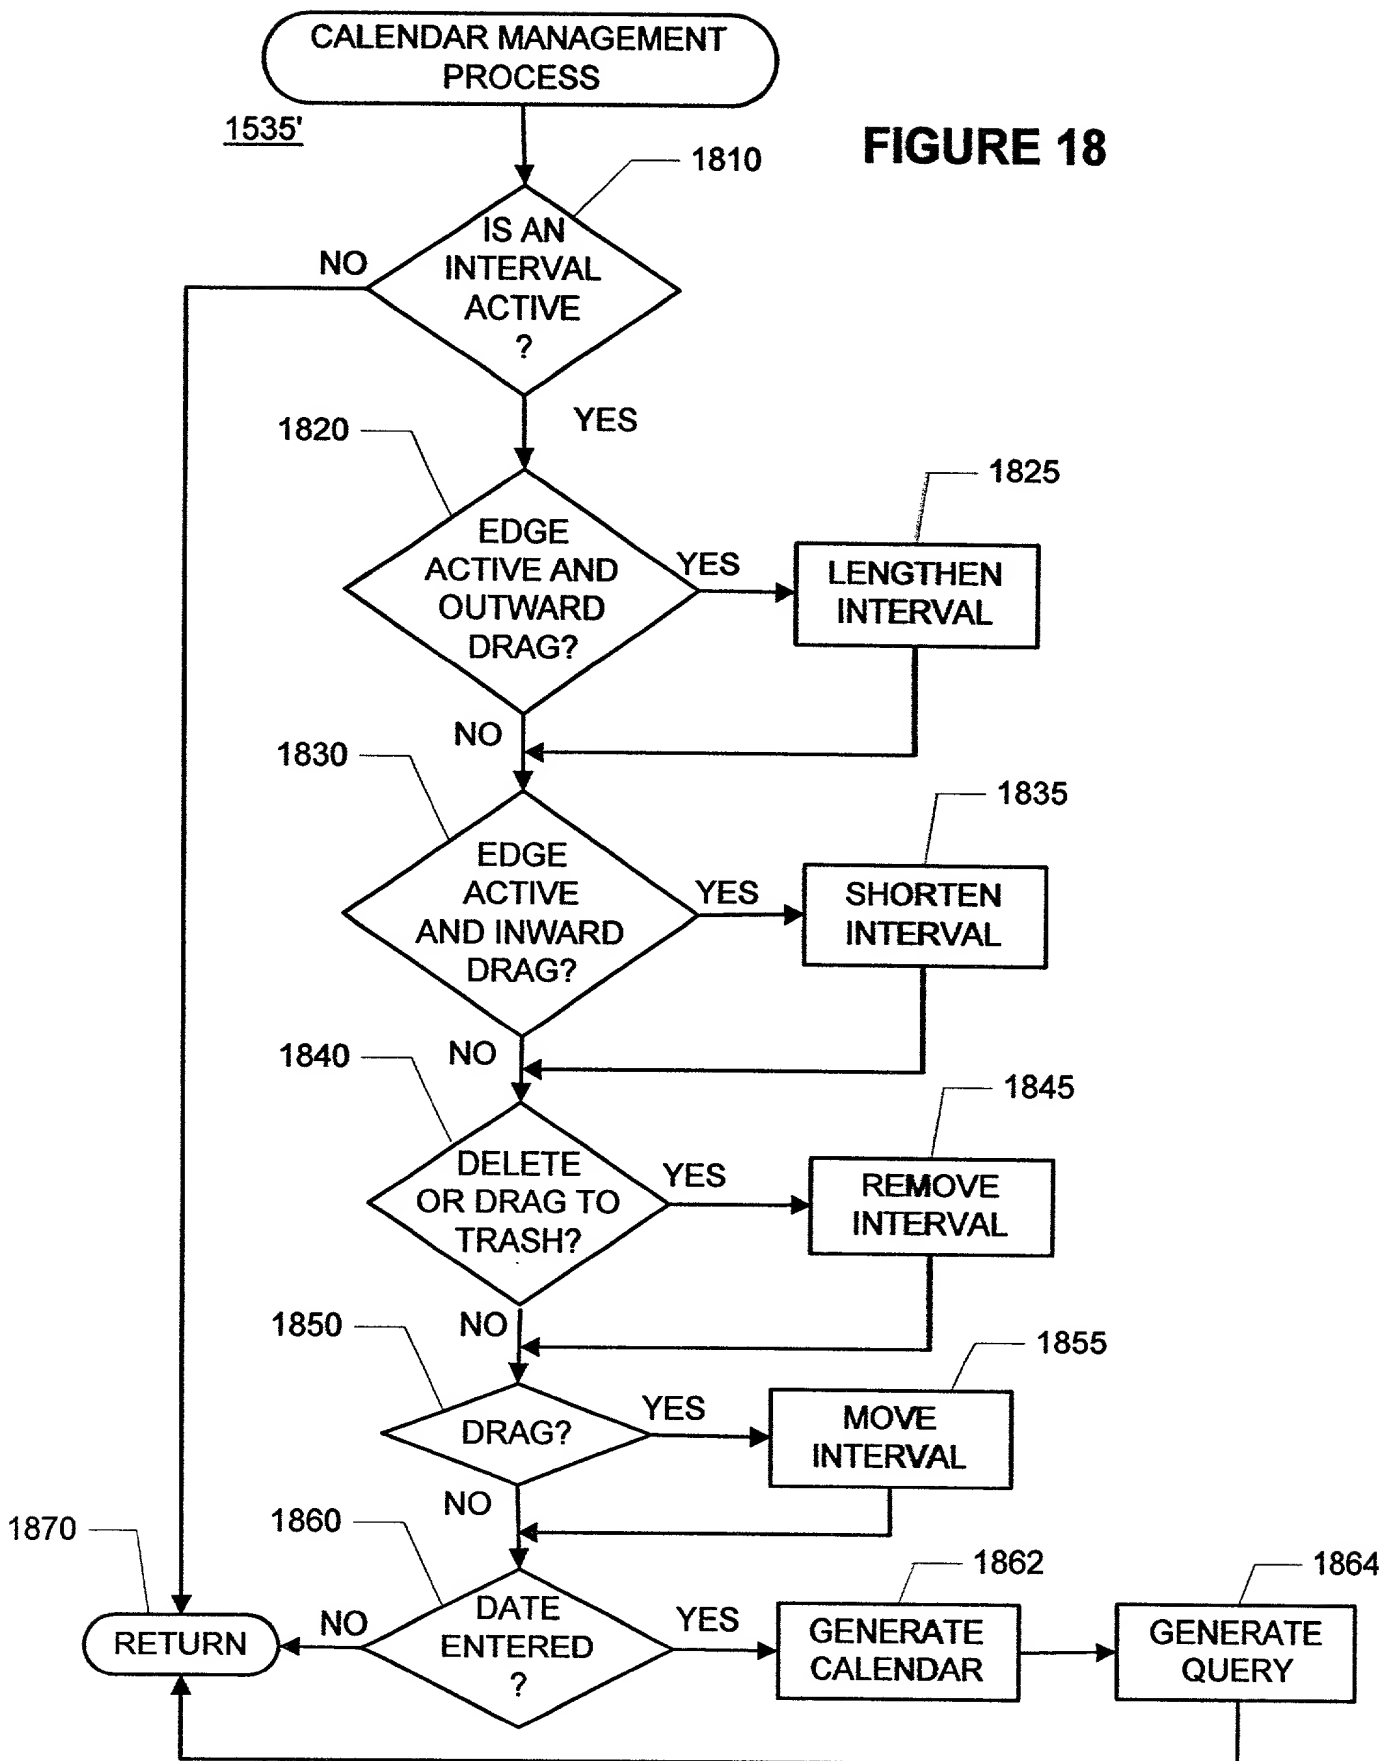 CALENDAR MANAGEMENT
PROCESS
1535'
FIGURE 18
1810
IS AN
INTERVAL
ACTIVE
?
NO
YES
1820
1825
EDGE
ACTIVE AND
OUTWARD
DRAG?
YES
LENGTHEN
INTERVAL
NO
1830
1835
EDGE
ACTIVE
AND INWARD
DRAG?
YES
SHORTEN
INTERVAL
NO
1840
1845
DELETE
OR DRAG TO
TRASH?
YES
REMOVE
INTERVAL
NO
1850
1855
DRAG?
YES
MOVE
INTERVAL
NO
1860
1870
1862
1864
RETURN
NO
DATE
ENTERED
?
YES
GENERATE
CALENDAR
GENERATE
QUERY